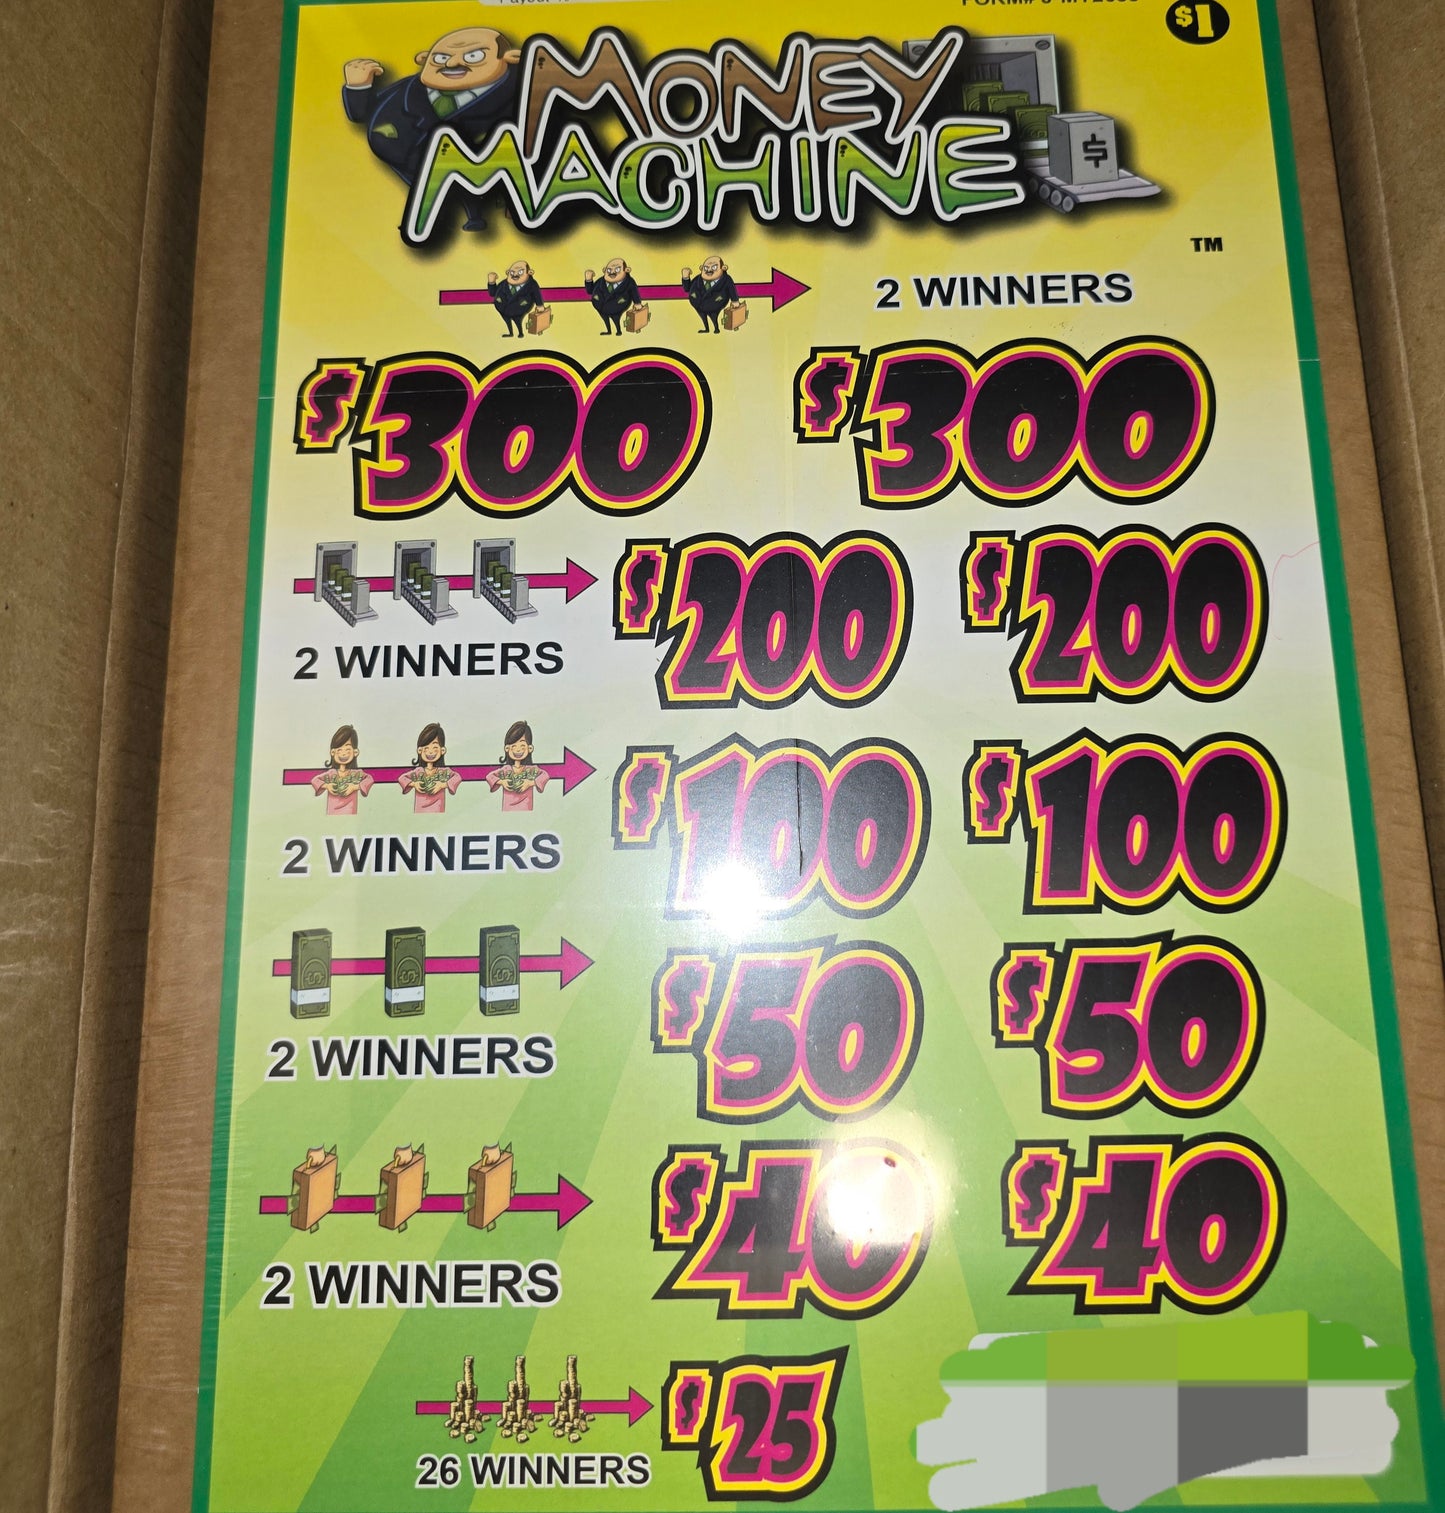 $1
MONEY
MACHINE
TM
2 WINNERS
$300 $300
$200 $200
2 WINNERS
$100 $100
2 WINNERS
$50 $50
2 WINNERS
$40 $40
2 WINNERS
$25
26 WINNERS